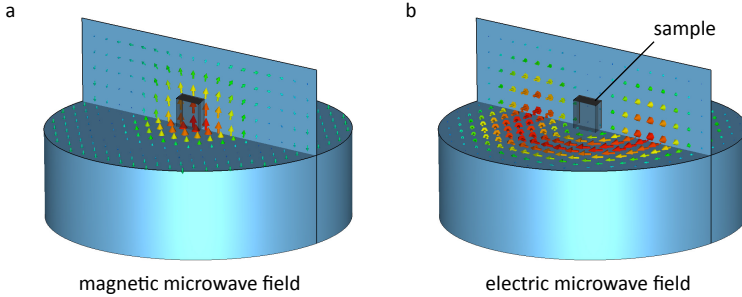 a
b
sample
magnetic microwave field
electric microwave field